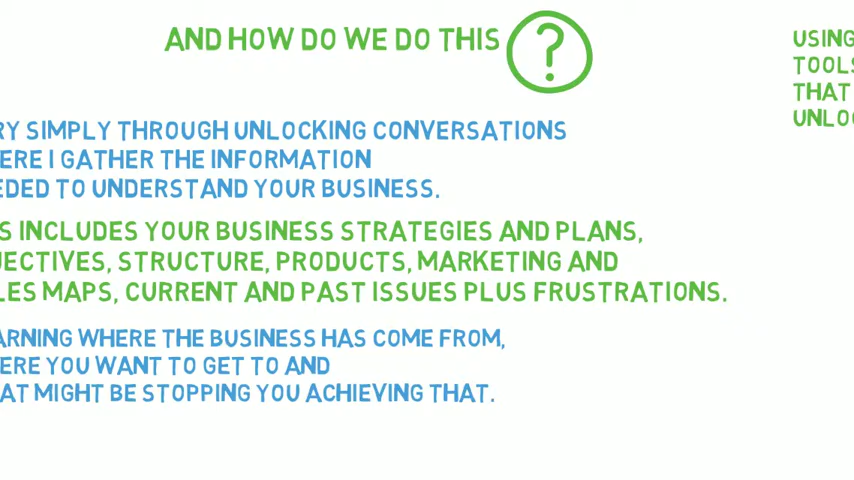 AND HOW DO WE DO THIS ?
RY SIMPLY THROUGH UNLOCKING CONVERSATIONS
ERE I GATHER THE INFORMATION
EDED TO UNDERSTAND YOUR BUSINESS.
S INCLUDES YOUR BUSINESS STRATEGIES AND PLANS,
JECTIVES, STRUCTURE, PRODUCTS, MARKETING AND
LES MAPS, CURRENT AND PAST ISSUES PLUS FRUSTRATIONS.
ARNING WHERE THE BUSINESS HAS COME FROM,
ERE YOU WANT TO GET TO AND
AT MIGHT BE STOPPING YOU ACHIEVING THAT.
USING
TOOLS
THAT
UNLOC